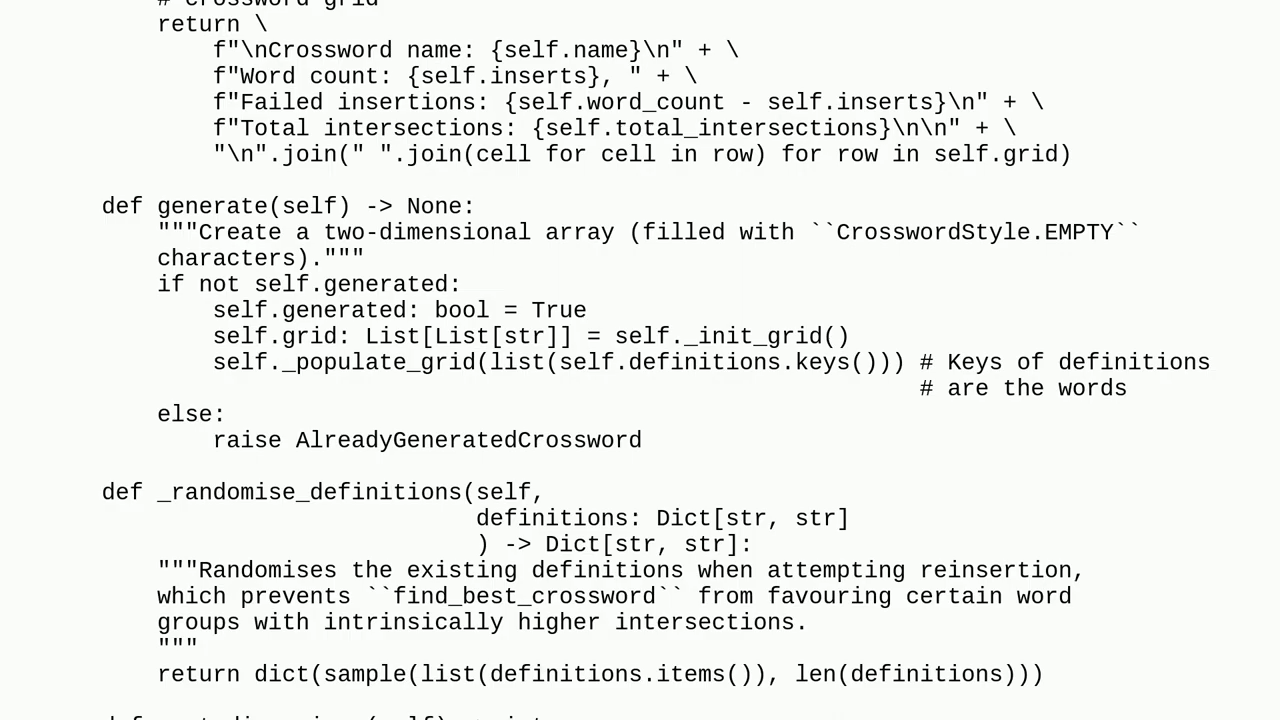 # crossword grid
return \
f"\nCrossword name: {self.name}\n" + \
f"Word count: {self.inserts}, " + \
f"Failed insertions: {self.word_count - self.inserts}\n" + \
f"Total intersections: {self.total_intersections}\n\n" + \
"\n".join(" ".join(cell for cell in row) for row in self.grid)
def generate(self) -> None:
"""Create a two-dimensional array (filled with ``CrosswordStyle.EMPTY``
characters)."""
if not self.generated:
self.generated: bool = True
self.grid: List[List[str]] = self._init_grid()
self._populate_grid(list(self.definitions.keys())) # Keys of definitions
# are the words
else:
raise AlreadyGeneratedCrossword
def _randomise_definitions(self,
definitions: Dict[str, str]
) -> Dict[str, str]:
"""Randomises the existing definitions when attempting reinsertion,
which prevents ``find_best_crossword`` from favouring certain word
groups with intrinsically higher intersections.
"""
return dict(sample(list(definitions.items()), len(definitions)))